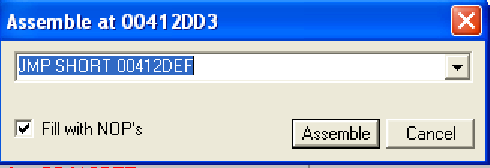 Assemble at 00412DD3
JMP SHORT 00412DEF
Fill with NOP's
Assemble
Cancel